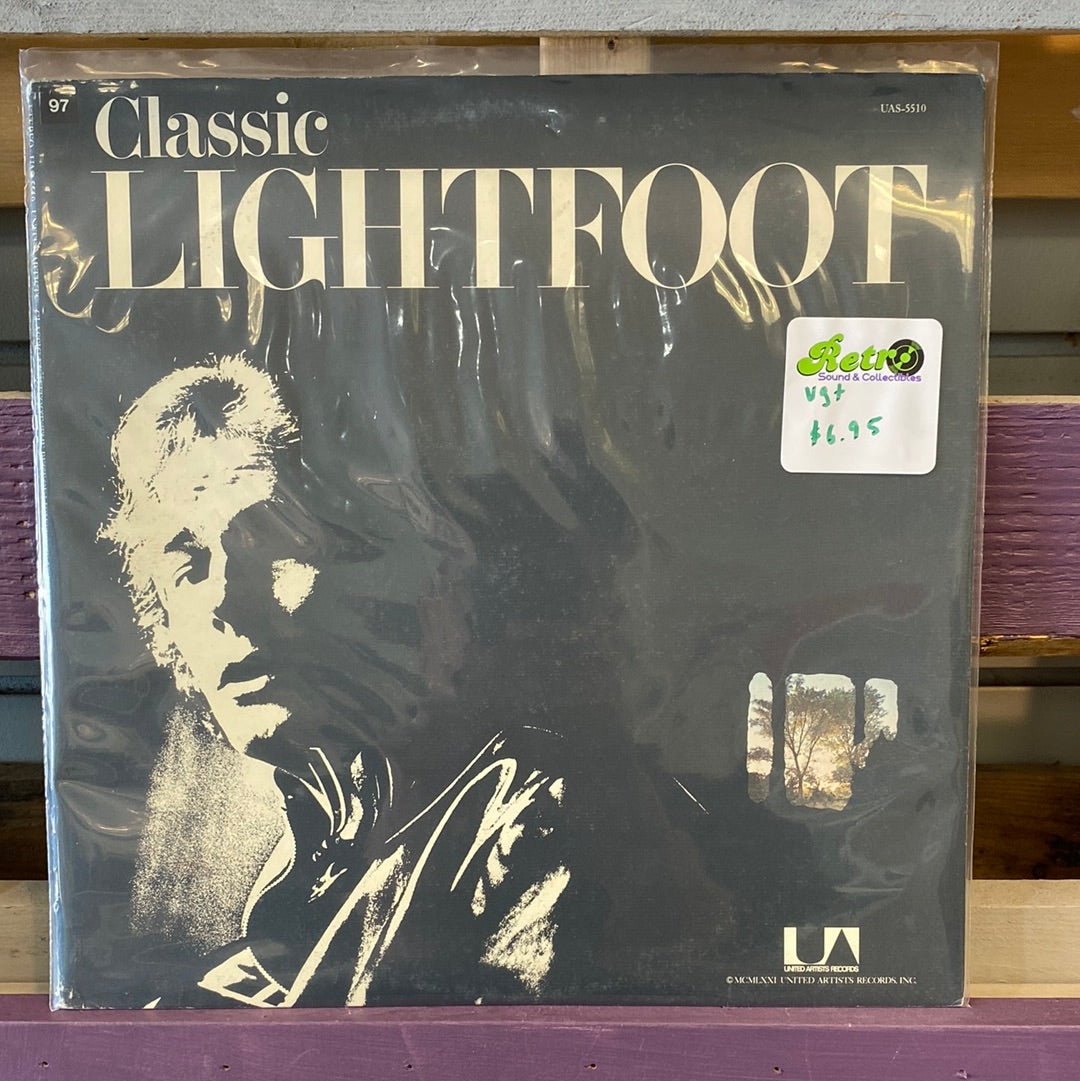 97
Classic
UAS-5510
LIGHTFOOT
Retro
Sound & Collectibles
vg+
$6.95
UA
UNITED ARTISTS RECORDS
©MCMLXXI UNITED ARTISTS RECORDS, INC.